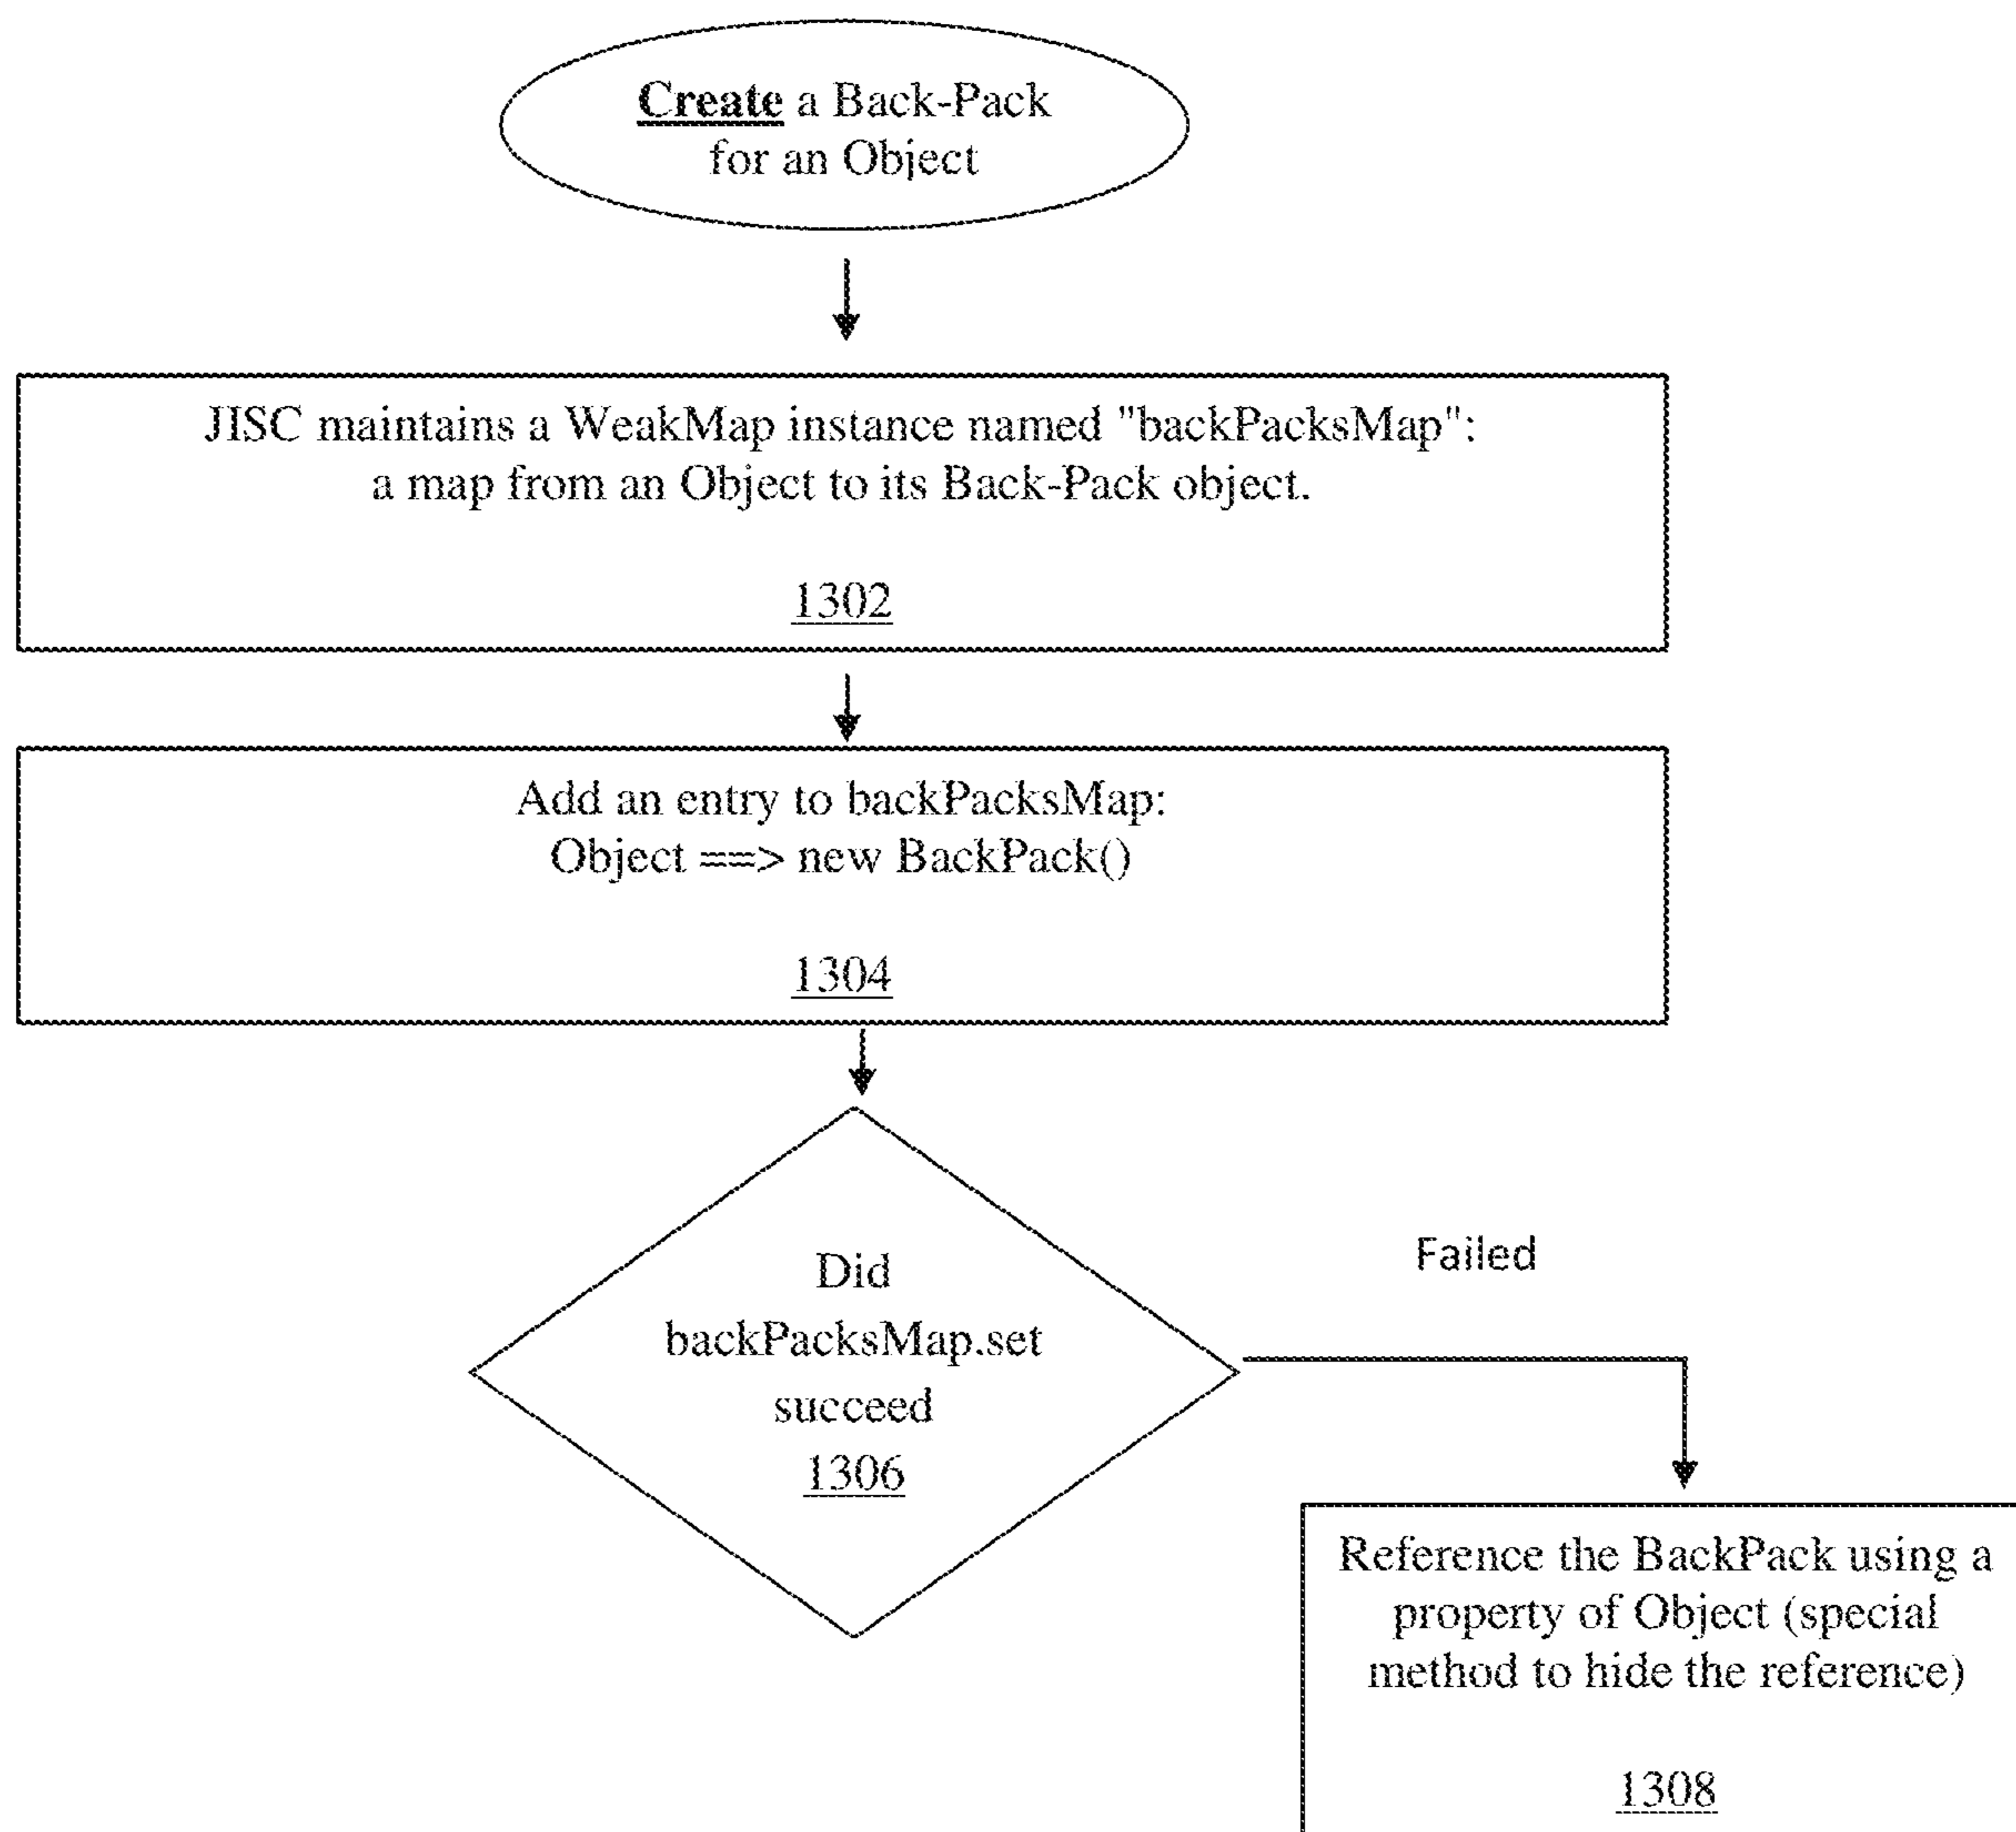 Create a Back-Pack
for an Object
JISC maintains a WeakMap instance named "backPacksMap":
a map from an Object to its Back-Pack object.
1302
Add an entry to backPacksMap:
Object ==> new BackPack()
1304
Did
backPacksMap.set
succeed
1306
Failed
Reference the BackPack using a
property of Object (special
method to hide the reference)
1308